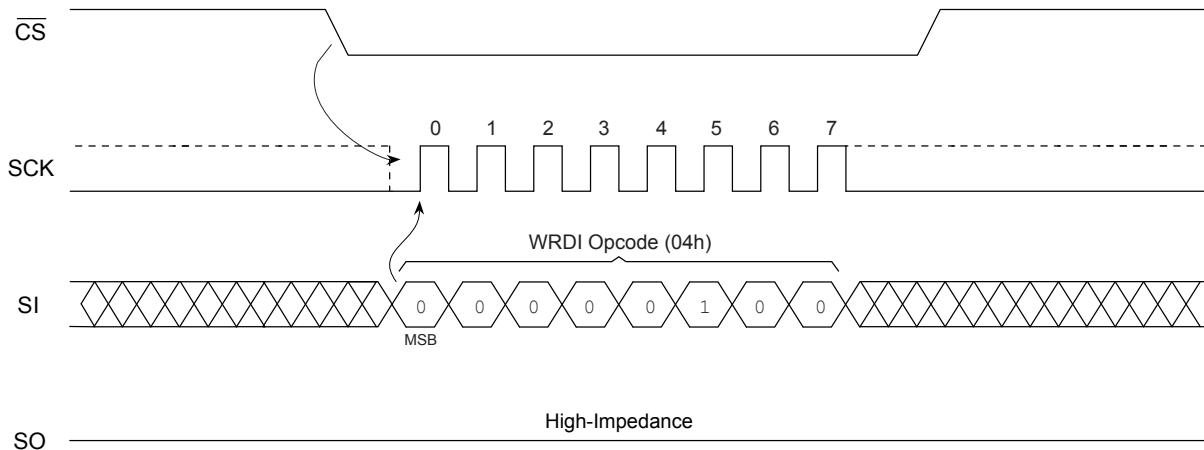 C̅S̅
0 1 2 3 4 5 6 7
SCK
WRDI Opcode (04h)
SI
0 0 0 0 0 1 0 0
MSB
High-Impedance
SO